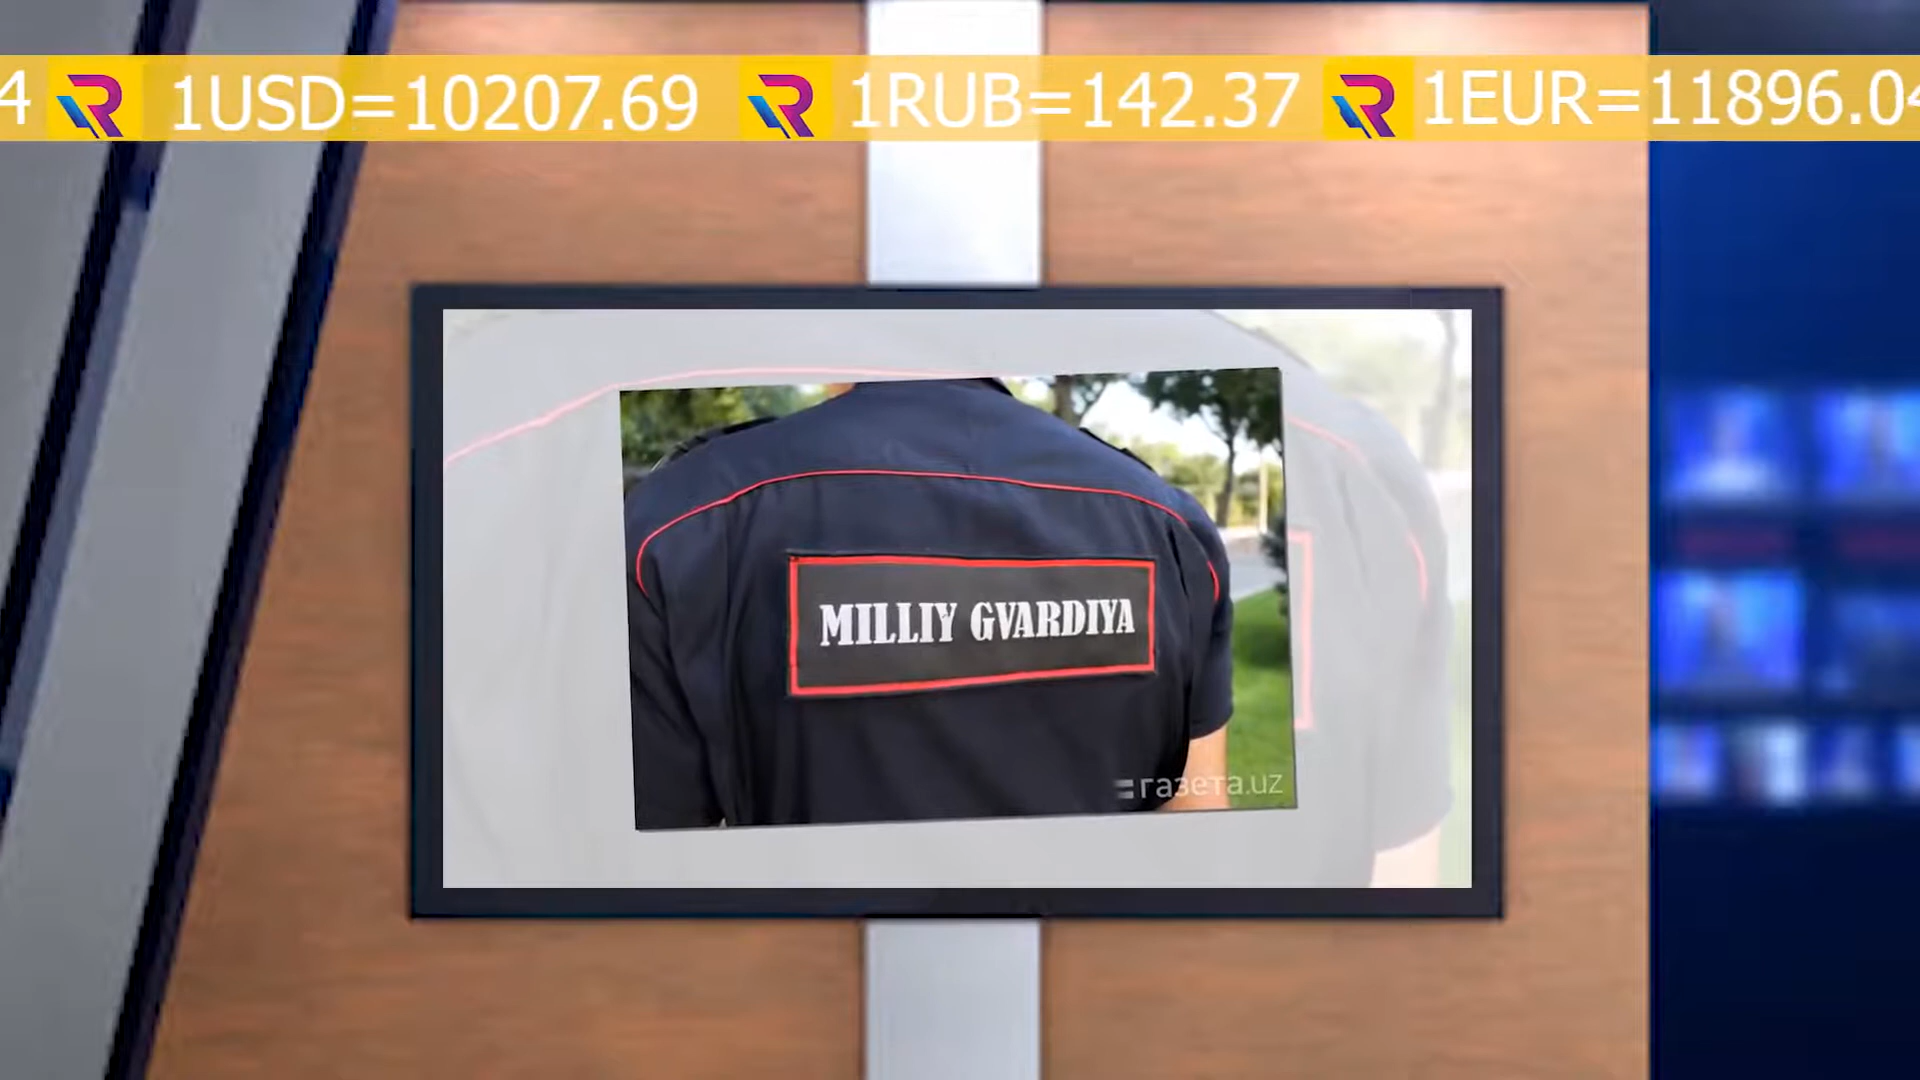 4 1USD=10207.69 1RUB=142.37 1EUR=11896.04
MILLIY GVARDIYA
газета.uz